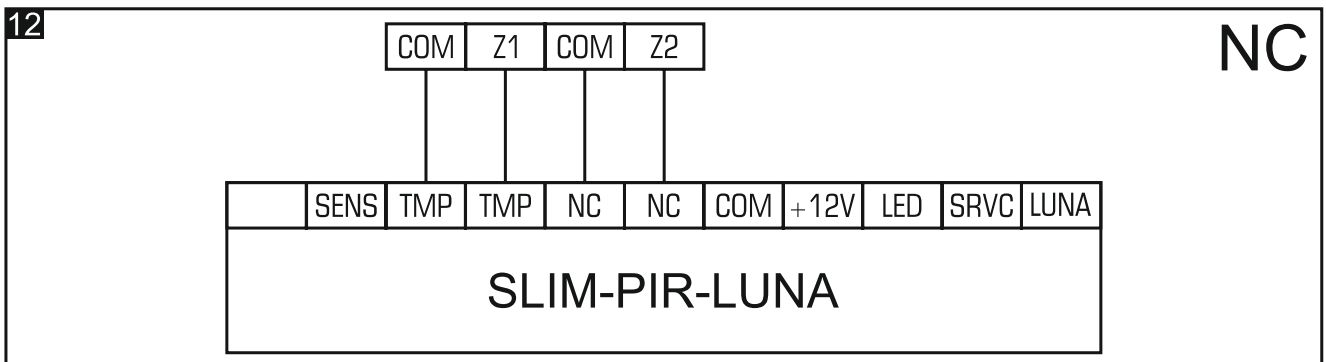 12
NC
COM Z1 COM Z2
SENS TMP TMP NC NC COM +12V LED SRVC LUNA
SLIM-PIR-LUNA